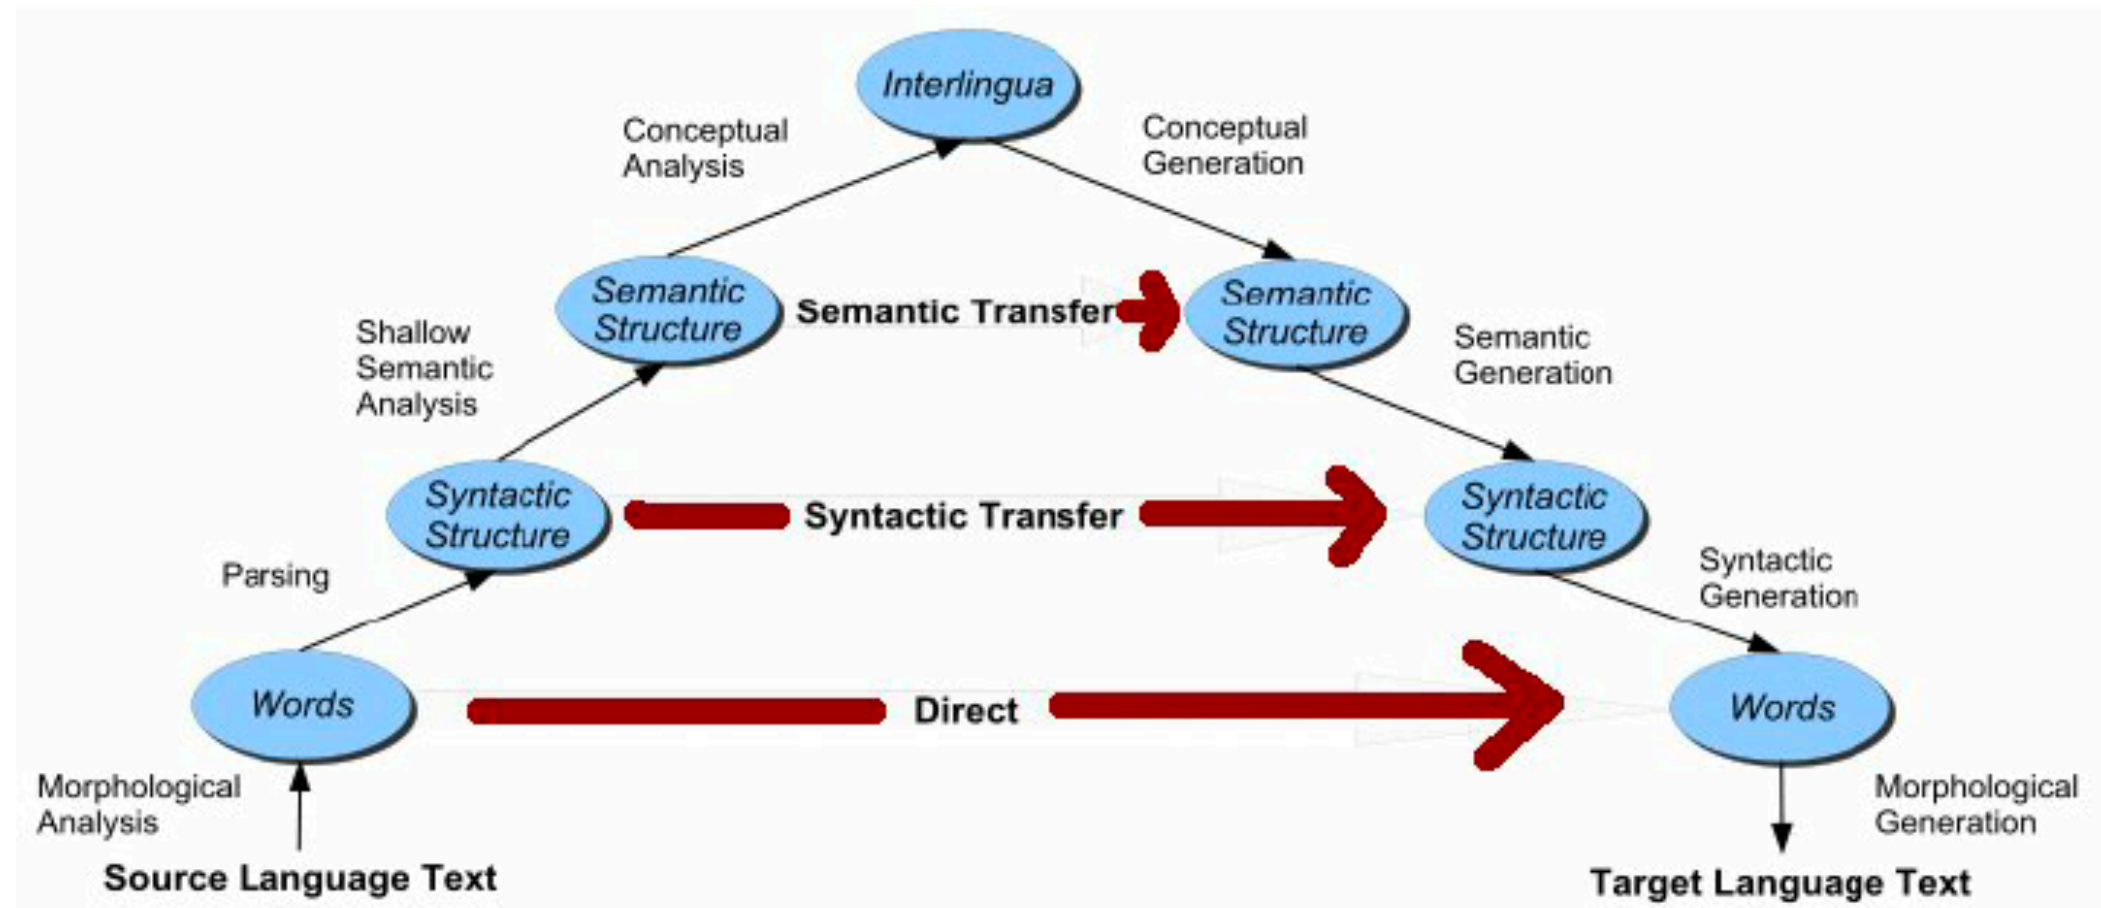 Interlingua
Conceptual
Analysis
Conceptual
Generation
Semantic
Structure
Semantic Transfer
Semantic
Structure
Shallow
Semantic
Analysis
Semantic
Generation
Syntactic
Structure
Syntactic Transfer
Syntactic
Structure
Parsing
Syntactic
Generation
Words
Direct
Words
Morphological
Analysis
Morphological
Generation
Source Language Text
Target Language Text